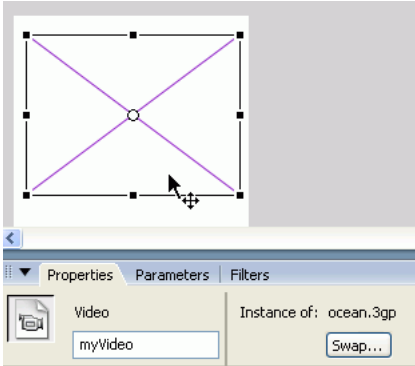 Properties Parameters Filters
Video Instance of: ocean.3gp
myVideo Swap...